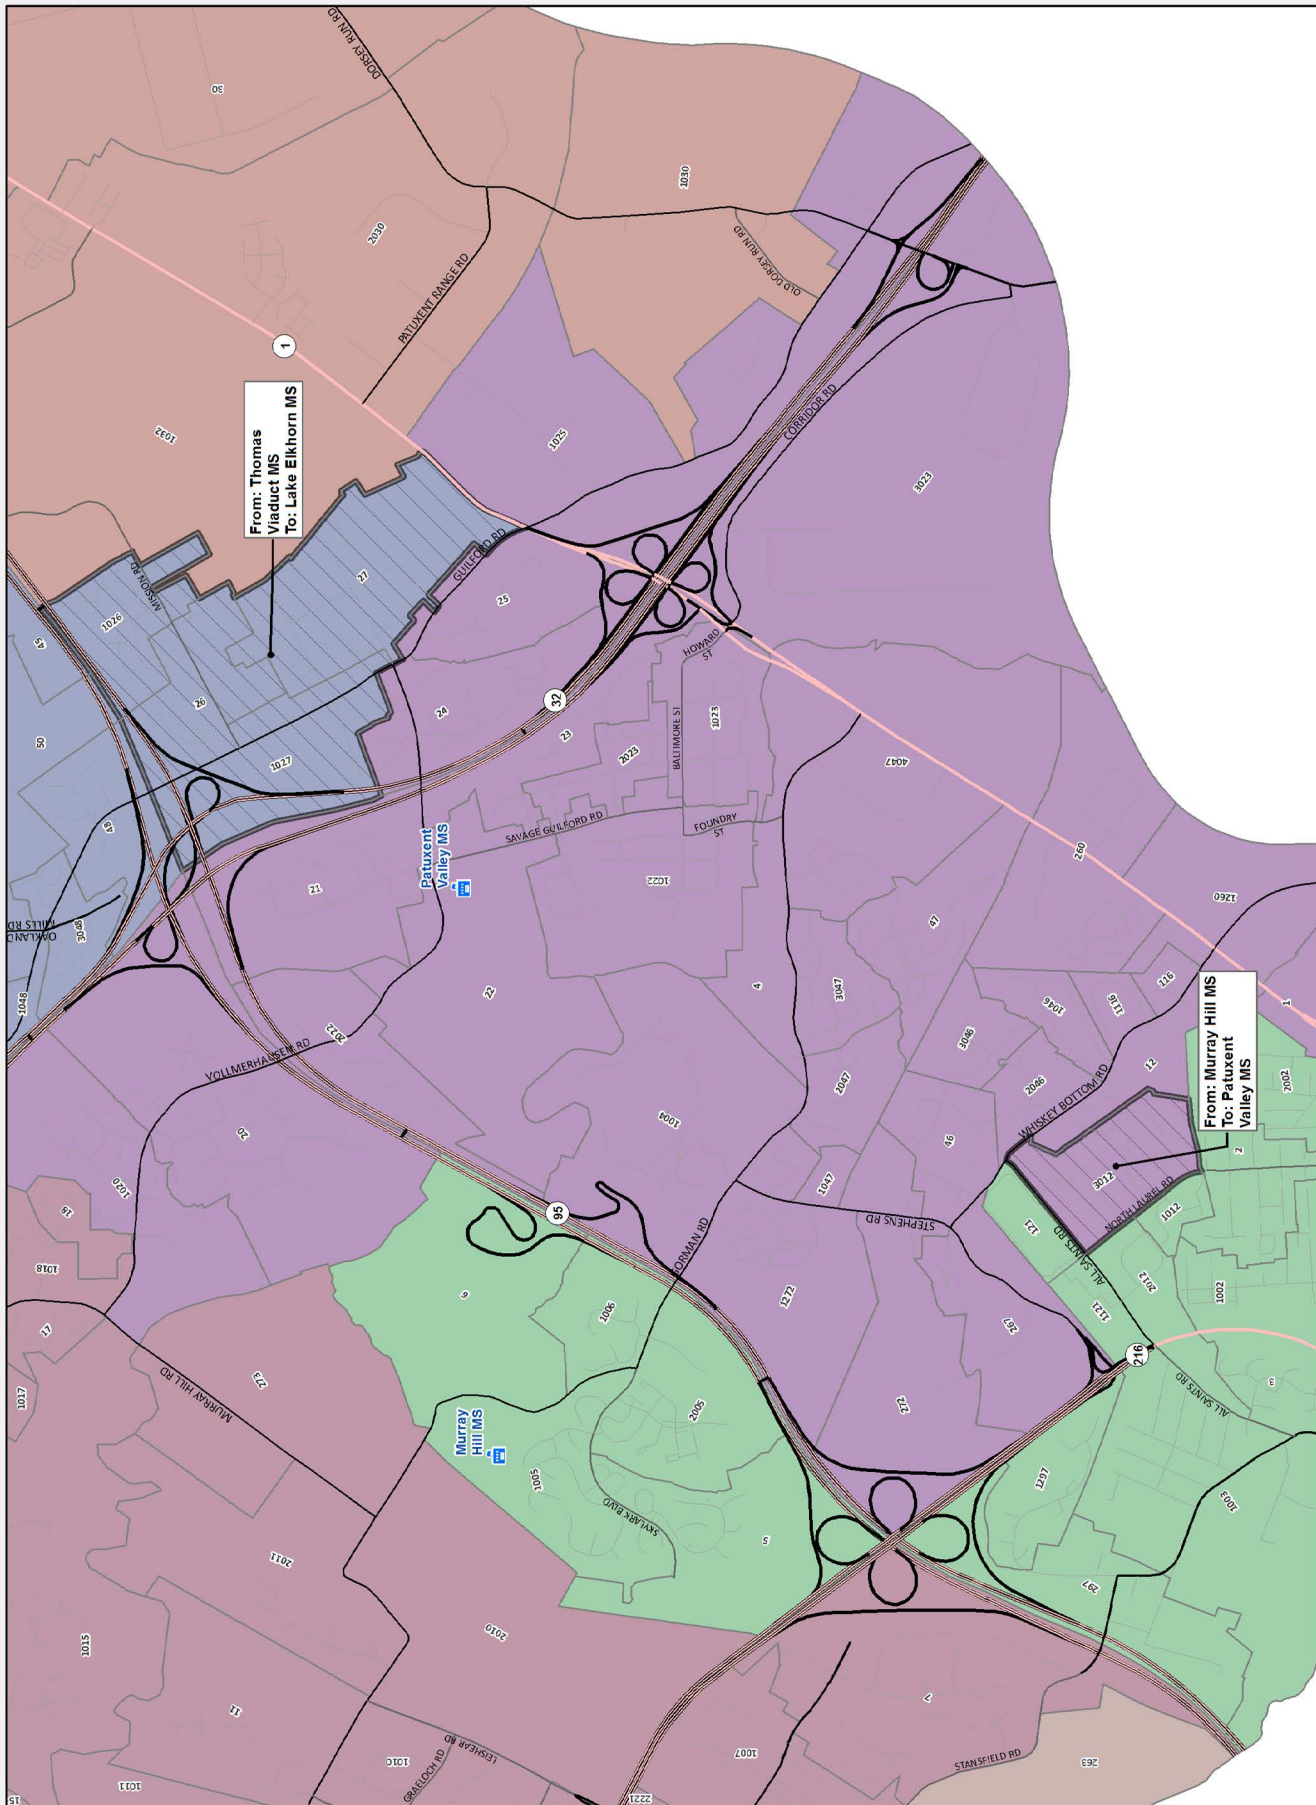 DORSEY RUN RD
30
1030
2030
PATUXENT RANGE RD
OLD DORSEY RUN RD
1
1032
From: Thomas
Viaduct MS
To: Lake Elkhorn MS
1025
CORRIDOR RD
3023
27
MISSION RD
1026
GUILFORD RD
25
45
26
50
1027
24
32
23
2023
BALTIMORE ST
HOWARD
ST
1023
4047
48
SAVAGE GUILFORD RD
FOUNDRY
ST
Patuxent
Valley MS
21
1022
260
1260
OAKLAND
MILLS RD
3048
1048
22
2022
VOLLMERHAUSEN RD
4
47
3047
1046
1116
216
3046
1
From: Murray Hill MS
To: Patuxent
Valley MS
20
1020
1004
2047
2046
WHISKEY BOTTOM RD
12
2002
46
1047
3012
2
NORTH LAUREL RD
1012
18
1018
17
1017
95
GORMAN RD
STEPHENS RD
121
ALL SAINTS RD
2012
1121
1002
6
1006
1272
267
216
MURRAY HILL RD
273
Murray
Hill MS
2005
272
ALL SAINTS RD
3
1005
SKYLARK BLVD
5
1297
1003
297
2011
2010
1015
11
1010
1011
GRAELOCH RD
LEISHEAR RD
1007
7
STANSFIELD RD
263
2221
15